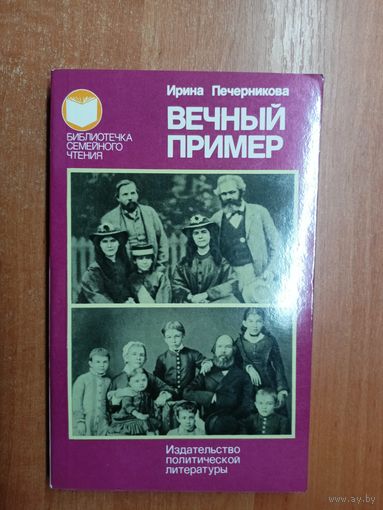 Ирина Печерникова
ВЕЧНЫЙ
ПРИМЕР
БИБЛИОТЕЧКА
СЕМЕЙНОГО
ЧТЕНИЯ
Издательство
политической
литературы
www.ay.by